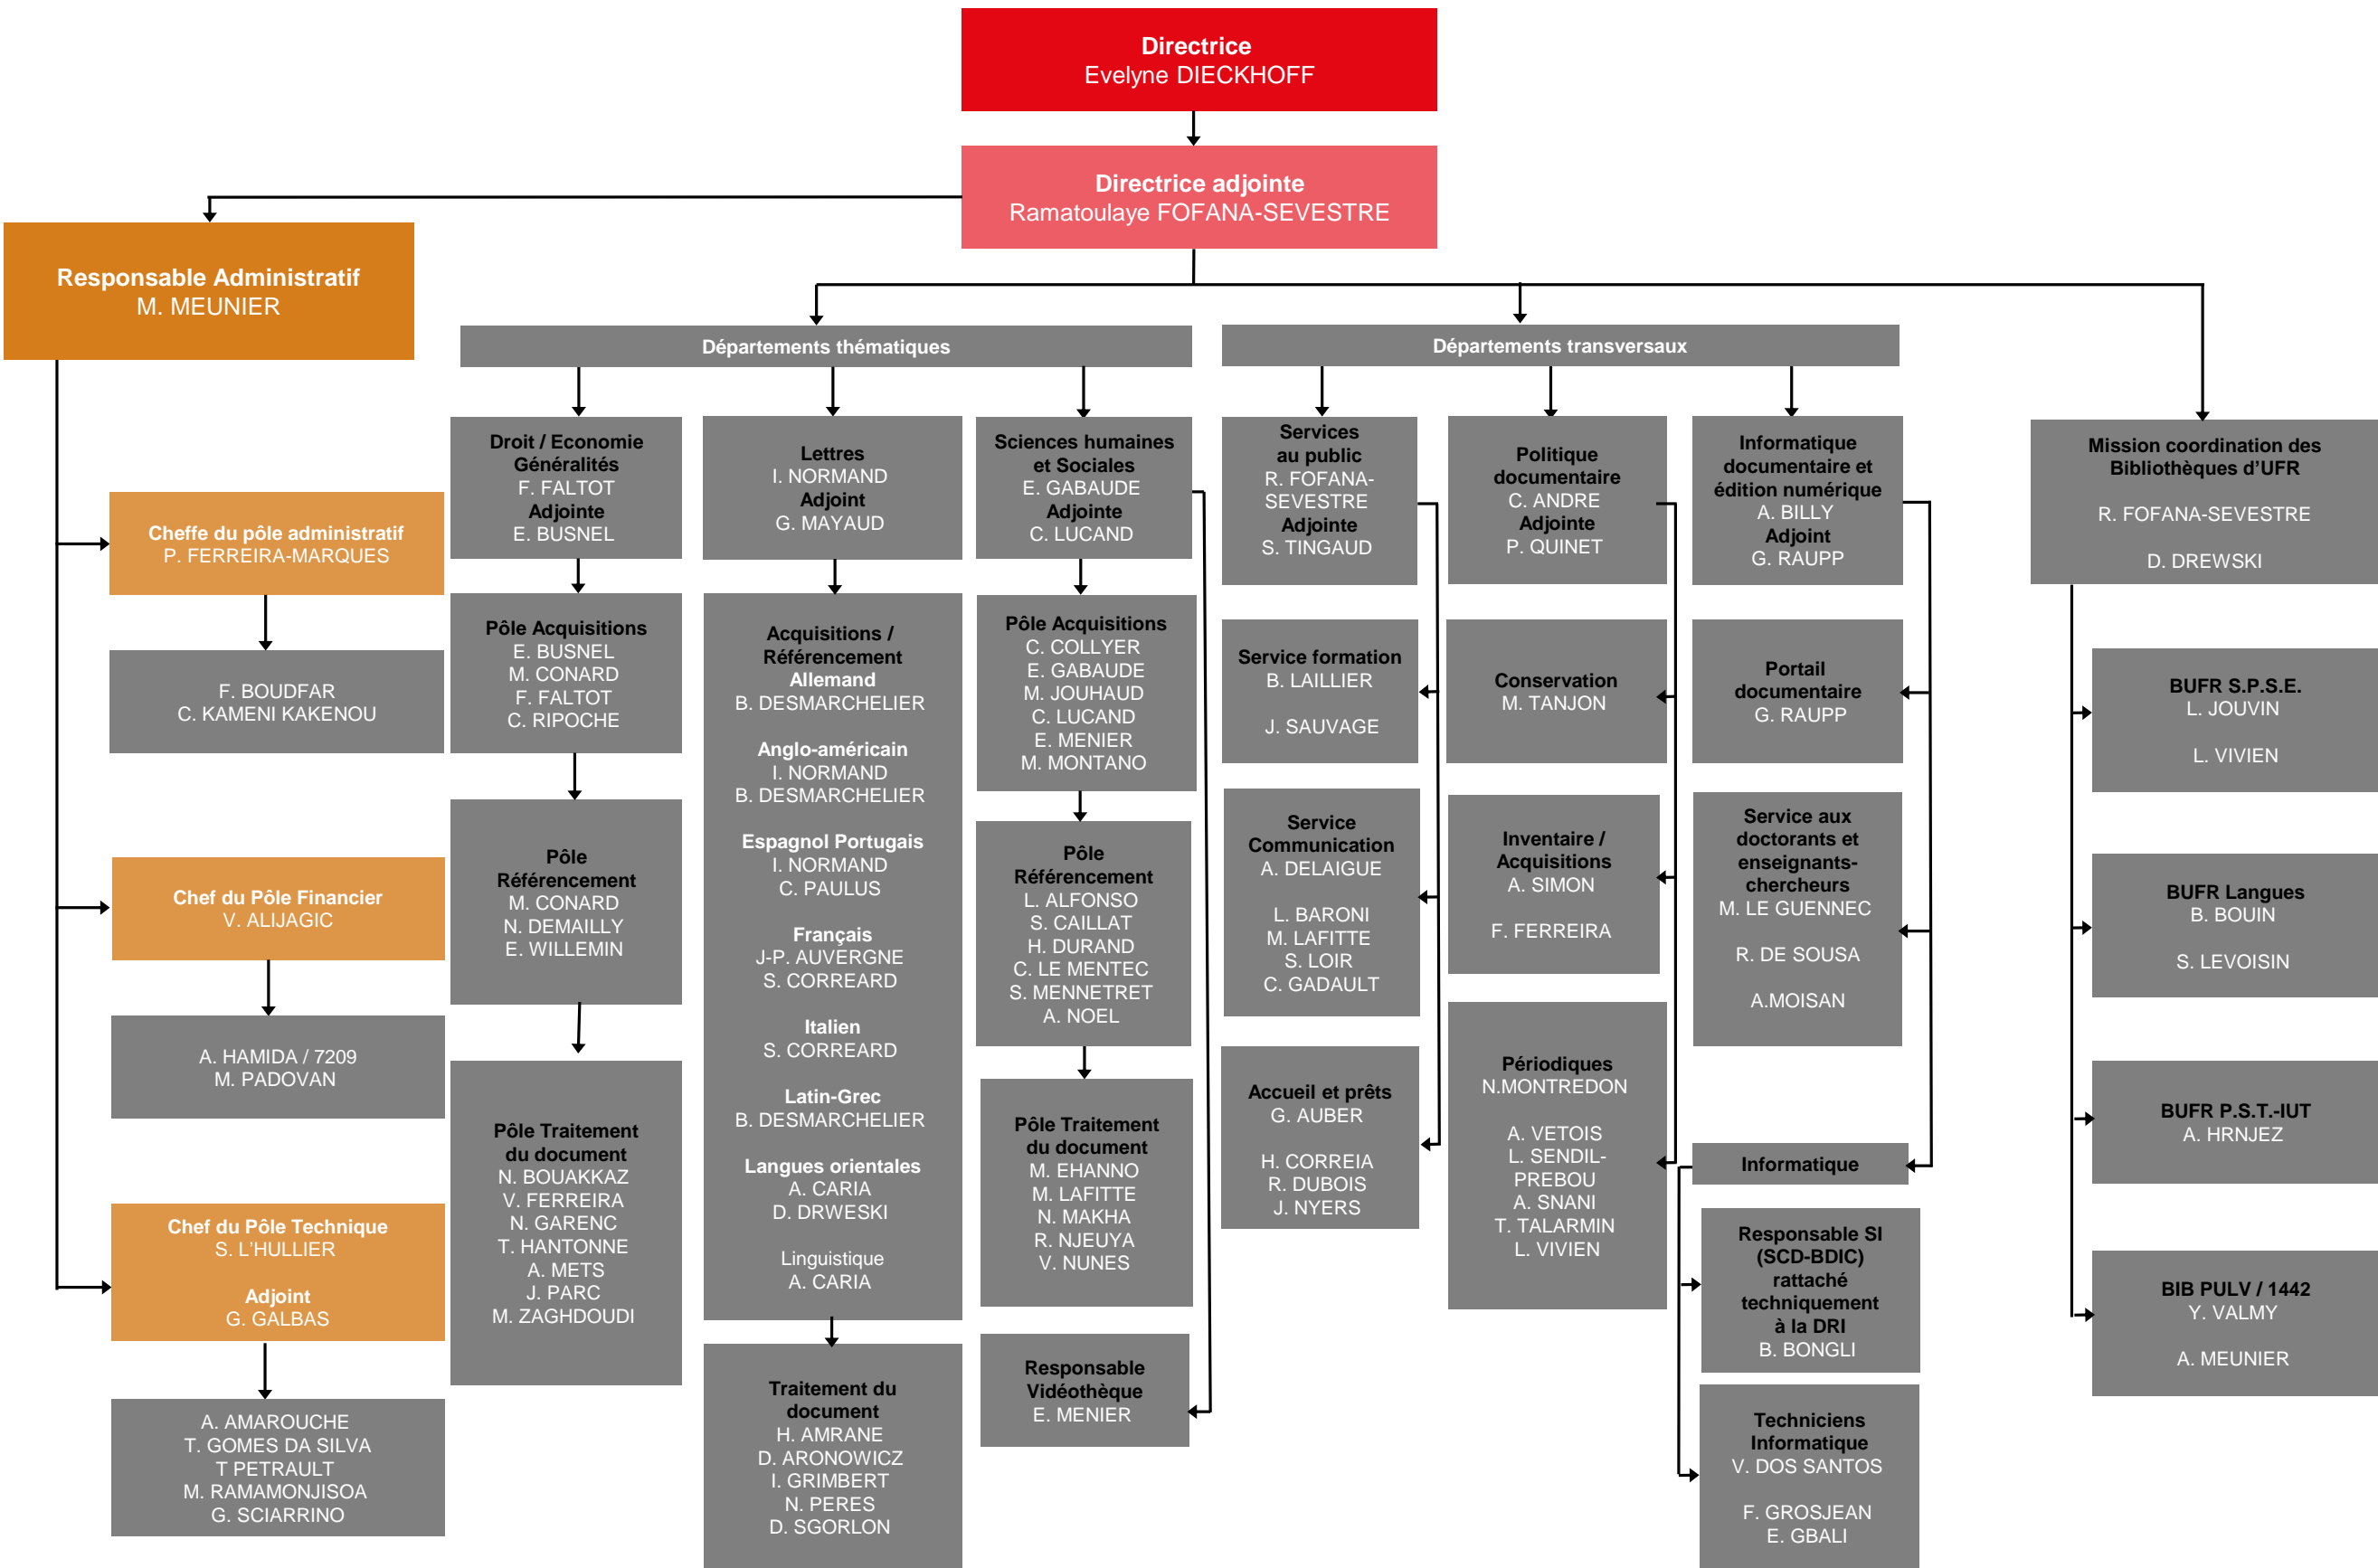 Directrice
Evelyne DIECKHOFF
Directrice adjointe
Ramatoulaye FOFANA-SEVESTRE
Responsable Administratif
M. MEUNIER
Cheffe du pôle administratif
P. FERREIRA-MARQUES
F. BOUDFAR
C. KAMENI KAKENOU
Chef du Pôle Financier
V. ALIJAGIC
A. HAMIDA / 7209
M. PADOVAN
Chef du Pôle Technique
S. L'HULLIER
Adjoint
G. GALBAS
A. AMAROUCHE
T. GOMES DA SILVA
T PETRAULT
M. RAMAMONJISOA
G. SCIARRINO
Départements thématiques
Droit / Economie
Généralités
F. FALTOT
Adjointe
E. BUSNEL
Pôle Acquisitions
E. BUSNEL
M. CONARD
F. FALTOT
C. RIPOCHE
Pôle
Référencement
M. CONARD
N. DEMAILLY
E. WILLEMIN
Pôle Traitement
du document
N. BOUAKKAZ
V. FERREIRA
N. GARENC
T. HANTONNE
A. METS
J. PARC
M. ZAGHDOUDI
Lettres
I. NORMAND
Adjoint
G. MAYAUD
Acquisitions /
Référencement
Allemand
B. DESMARCHELIER
Anglo-américain
I. NORMAND
B. DESMARCHELIER
Espagnol Portugais
I. NORMAND
C. PAULUS
Français
J-P. AUVERGNE
S. CORREARD
Italien
S. CORREARD
Latin-Grec
B. DESMARCHELIER
Langues orientales
A. CARIA
D. DRWESKI
Linguistique
A. CARIA
Traitement du
document
H. AMRANE
D. ARONOWICZ
I. GRIMBERT
N. PERES
D. SGORLON
Sciences humaines
et Sociales
E. GABAUDE
Adjointe
C. LUCAND
Pôle Acquisitions
C. COLLYER
E. GABAUDE
M. JOUHAUD
C. LUCAND
E. MENIER
M. MONTANO
Pôle
Référencement
L. ALFONSO
S. CAILLAT
H. DURAND
C. LE MENTEC
S. MENNETRET
A. NOEL
Pôle Traitement
du document
M. EHANNO
M. LAFITTE
N. MAKHA
R. NJEUYA
V. NUNES
Responsable
Vidéothèque
E. MENIER
Départements transversaux
Services
au public
R. FOFANA-
SEVESTRE
Adjointe
S. TINGAUD
Service formation
B. LAILLIER
J. SAUVAGE
Service
Communication
A. DELAIGUE
L. BARONI
M. LAFITTE
S. LOIR
C. GADAULT
Accueil et prêts
G. AUBER
H. CORREIA
R. DUBOIS
J. NYERS
Politique
documentaire
C. ANDRE
Adjointe
P. QUINET
Conservation
M. TANJON
Inventaire /
Acquisitions
A. SIMON
F. FERREIRA
Périodiques
N.MONTREDON
A. VETOIS
L. SENDIL-
PREBOU
A. SNANI
T. TALARMIN
L. VIVIEN
Informatique
documentaire et
édition numérique
A. BILLY
Adjoint
G. RAUPP
Portail
documentaire
G. RAUPP
Service aux
doctorants et
enseignants-
chercheurs
M. LE GUENNEC
R. DE SOUSA
A.MOISAN
Informatique
Responsable SI
(SCD-BDIC)
rattaché
techniquement
à la DRI
B. BONGLI
Techniciens
Informatique
V. DOS SANTOS
F. GROSJEAN
E. GBALI
Mission coordination des
Bibliothèques d'UFR
R. FOFANA-SEVESTRE
D. DREWSKI
BUFR S.P.S.E.
L. JOUVIN
L. VIVIEN
BUFR Langues
B. BOUIN
S. LEVOISIN
BUFR P.S.T.-IUT
A. HRNJEZ
BIB PULV / 1442
Y. VALMY
A. MEUNIER